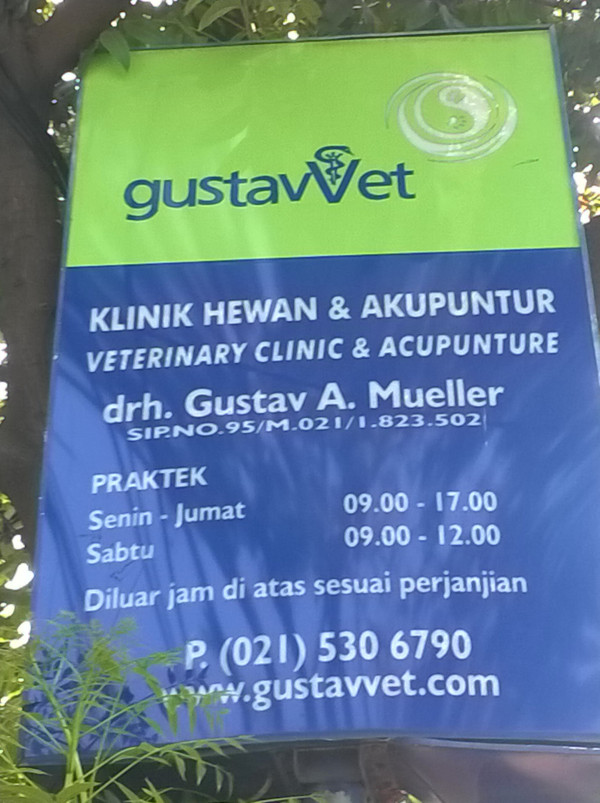 gustavVet
KLINIK HEWAN & AKUPUNTUR
VETERINARY CLINIC & ACUPUNTURE
drh. Gustav A. Mueller
SIP.NO.95/M.021/1.823.502
PRAKTEK
Senin - Jumat 09.00 - 17.00
Sabtu 09.00 - 12.00
Diluar jam di atas sesuai perjanjian
P. (021) 530 6790
www.gustavvet.com